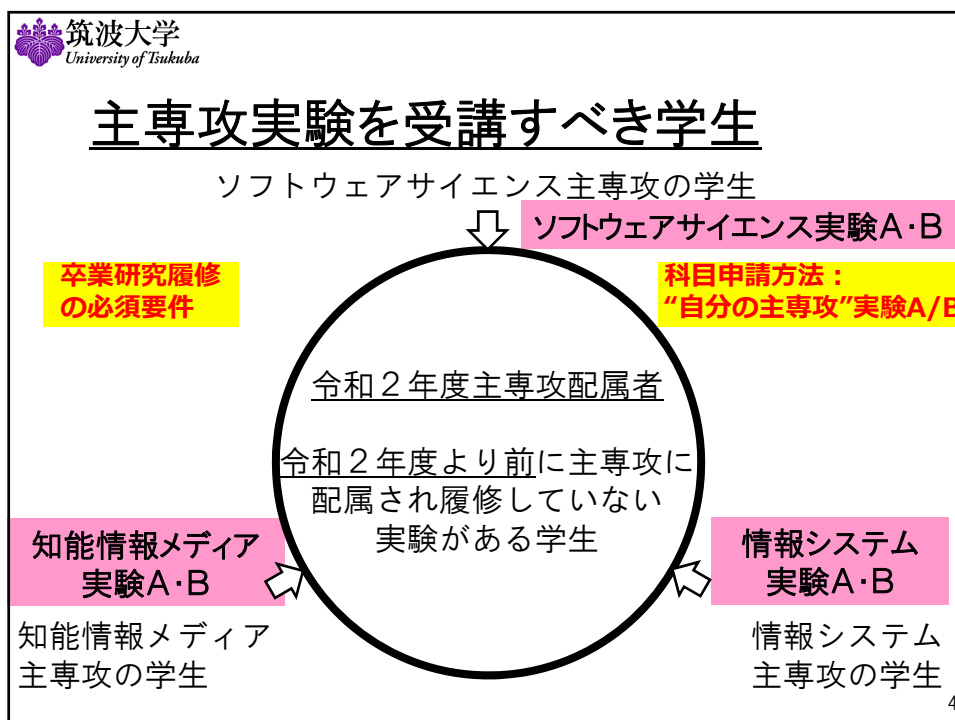 筑波大学
University of Tsukuba
主専攻実験を受講すべき学生
ソフトウェアサイエンス主専攻の学生
ソフトウェアサイエンス実験A・B
卒業研究履修
の必須要件
科目申請方法：
“自分の主専攻”実験A/B
令和２年度主専攻配属者
令和２年度より前に主専攻に
配属され履修していない
実験がある学生
知能情報メディア
実験A・B
知能情報メディア
主専攻の学生
情報システム
実験A・B
情報システム
主専攻の学生
4